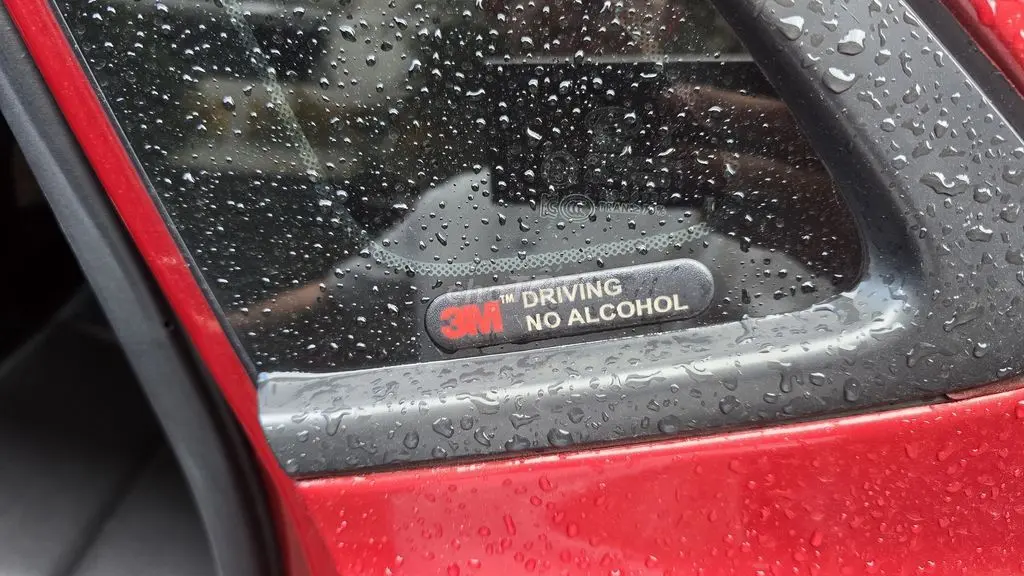 3M™ DRIVING
NO ALCOHOL